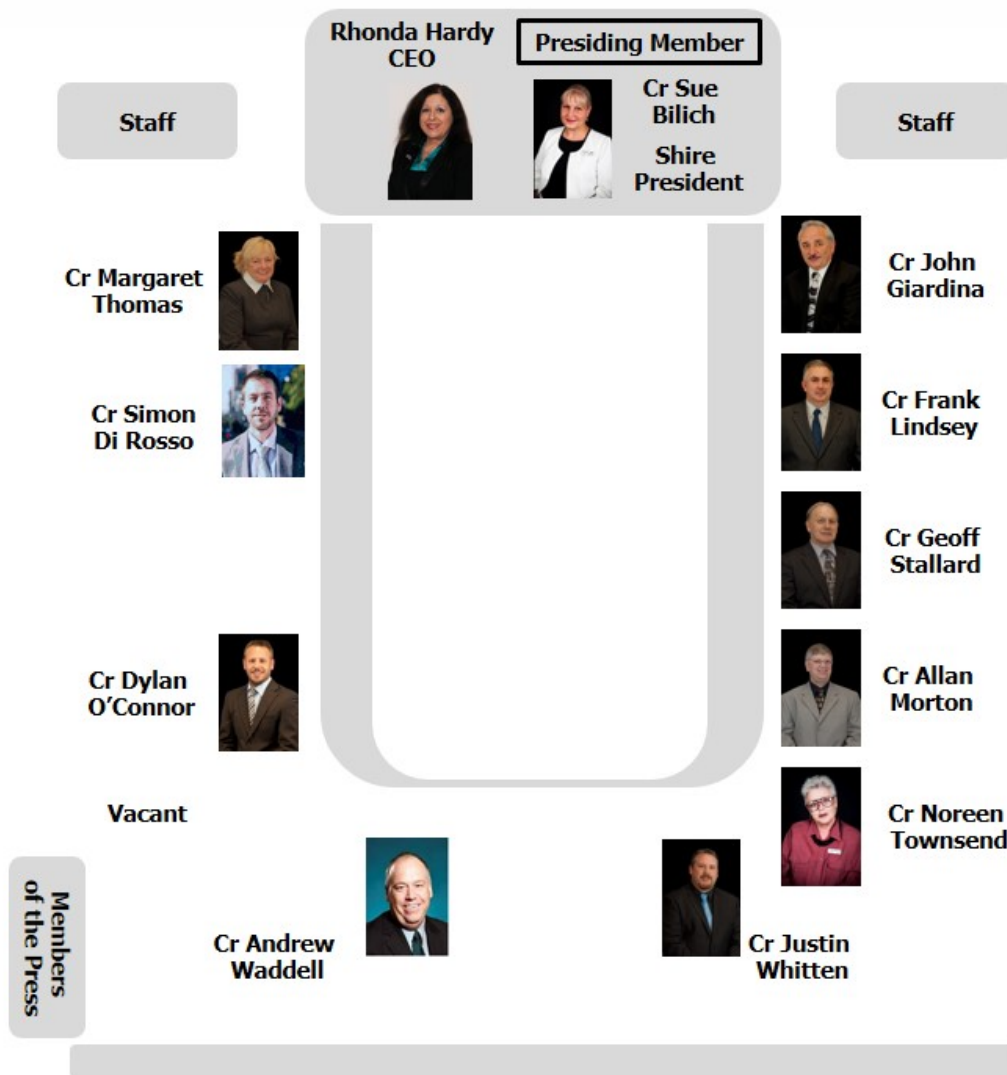 Rhonda Hardy
CEO
Presiding Member
Cr Sue
Bilich
Shire
President
Staff
Staff
Cr Margaret
Thomas
Cr John
Giardina
Cr Simon
Di Rosso
Cr Frank
Lindsey
Cr Geoff
Stallard
Cr Dylan
O’Connor
Cr Allan
Morton
Vacant
Cr Noreen
Townsend
Members
of the Press
Cr Andrew
Waddell
Cr Justin
Whitten